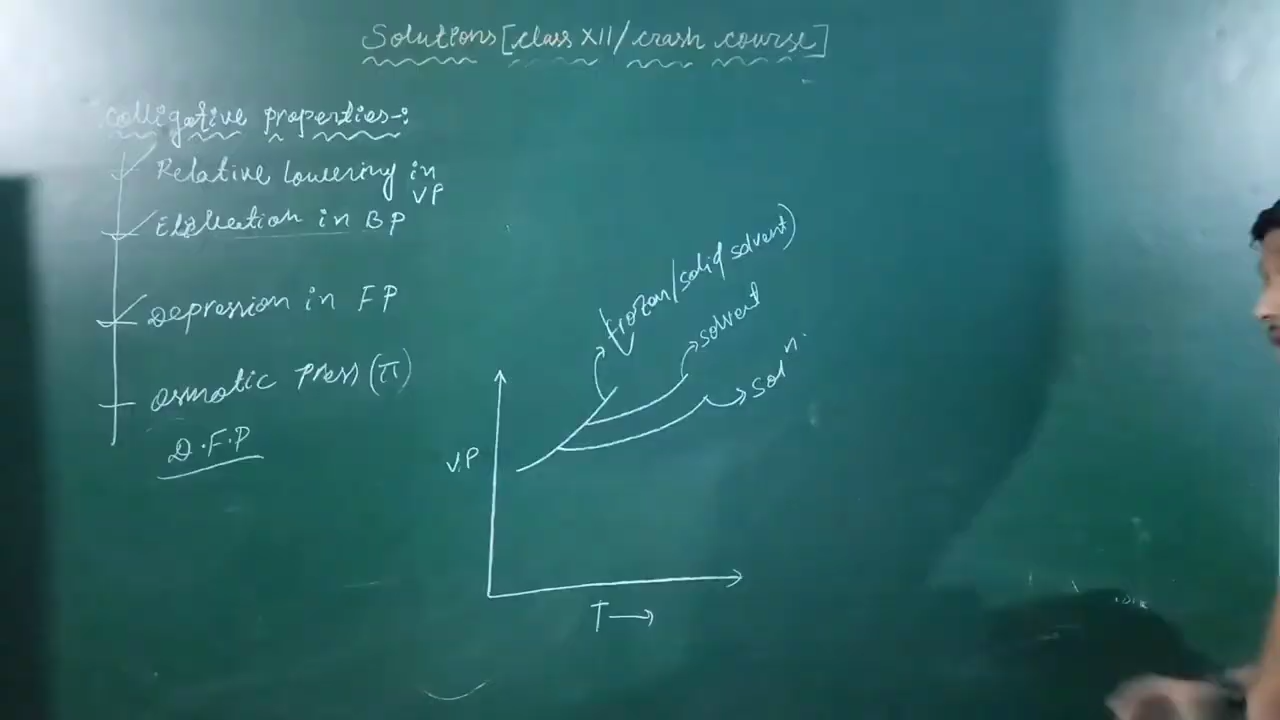 Solutions [class XII/crash course]
Colligative properties-:
Relative Lowering in
VP
in BP
Depression in FP
osmotic press (π)
D.F.P
frozen/solid solvent)
solvent
solⁿ.
V.P
T→